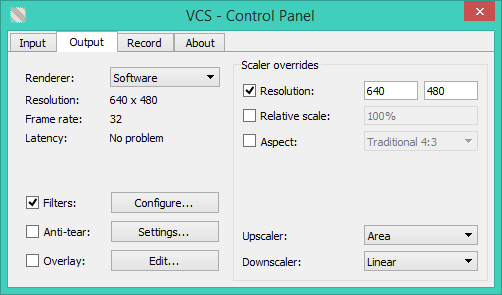 VCS - Control Panel
Input Output Record About
Renderer: Software
Resolution: 640 x 480
Frame rate: 32
Latency: No problem
Filters: Configure...
Anti-tear: Settings...
Overlay: Edit...
Scaler overrides
Resolution: 640 480
Relative scale: 100%
Aspect: Traditional 4:3
Upscaler: Area
Downscaler: Linear